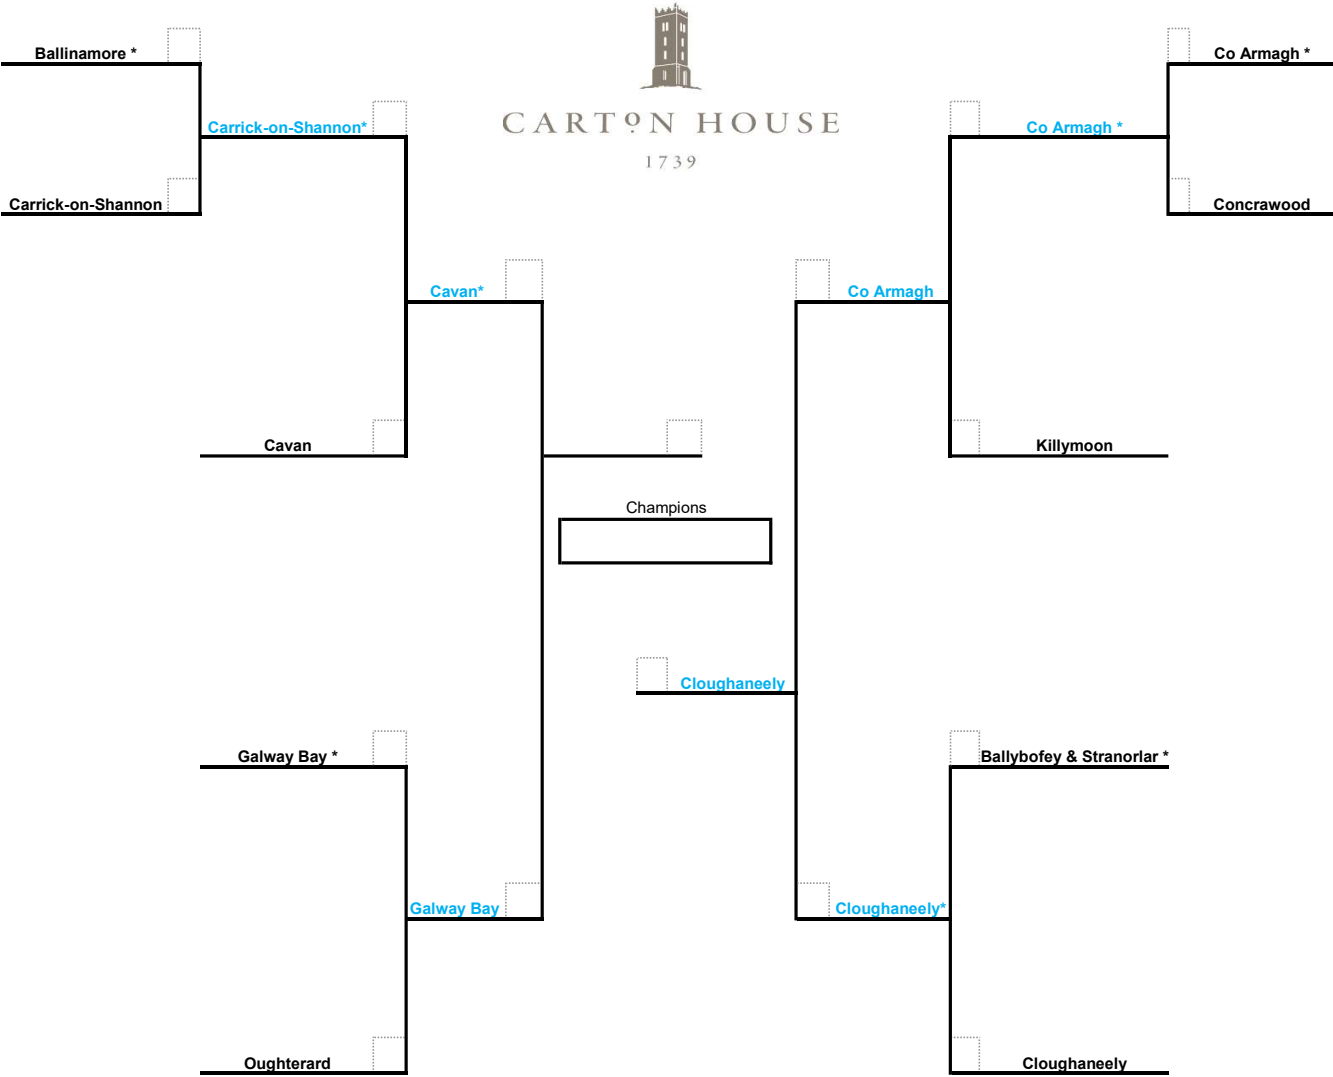 Ballinamore *
Co Armagh *
CARTON HOUSE
Carrick-on-Shannon*
Co Armagh *
1739
Carrick-on-Shannon
Concrawood
Cavan*
Co Armagh
Cavan
Killymoon
Champions
Cloughaneely
Galway Bay *
Ballybofey & Stranorlar *
Galway Bay
Cloughaneely*
Oughterard
Cloughaneely